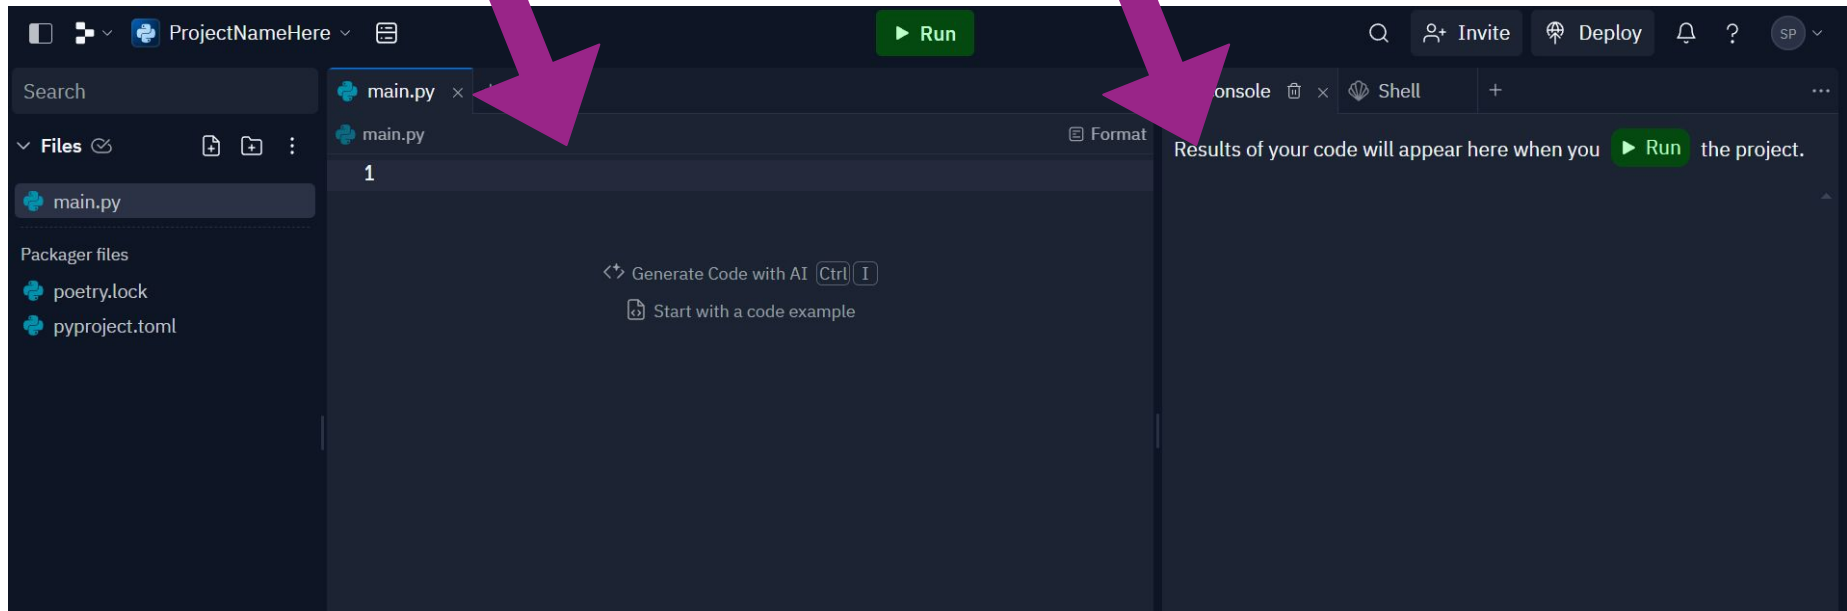 ProjectNameHere
Run
Invite
Deploy
?
SP
Search
Files
main.py
Packager files
poetry.lock
pyproject.toml
main.py
main.py
Format
1
Generate Code with AI Ctrl I
Start with a code example
onsole
Shell
Results of your code will appear here when you Run the project.